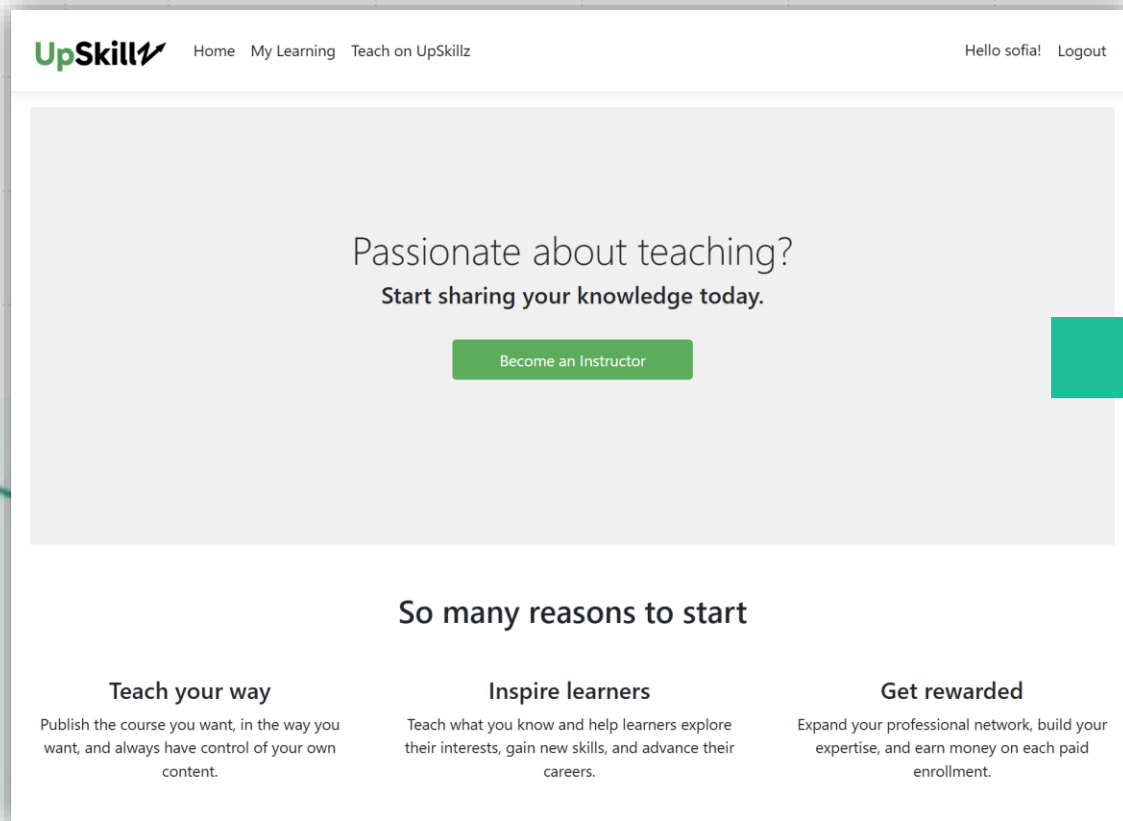 UpSkillz Home My Learning Teach on UpSkillz Hello sofia! Logout
Passionate about teaching?
Start sharing your knowledge today.
Become an Instructor
So many reasons to start
Teach your way
Publish the course you want, in the way you
want, and always have control of your own
content.
Inspire learners
Teach what you know and help learners explore
their interests, gain new skills, and advance their
careers.
Get rewarded
Expand your professional network, build your
expertise, and earn money on each paid
enrollment.